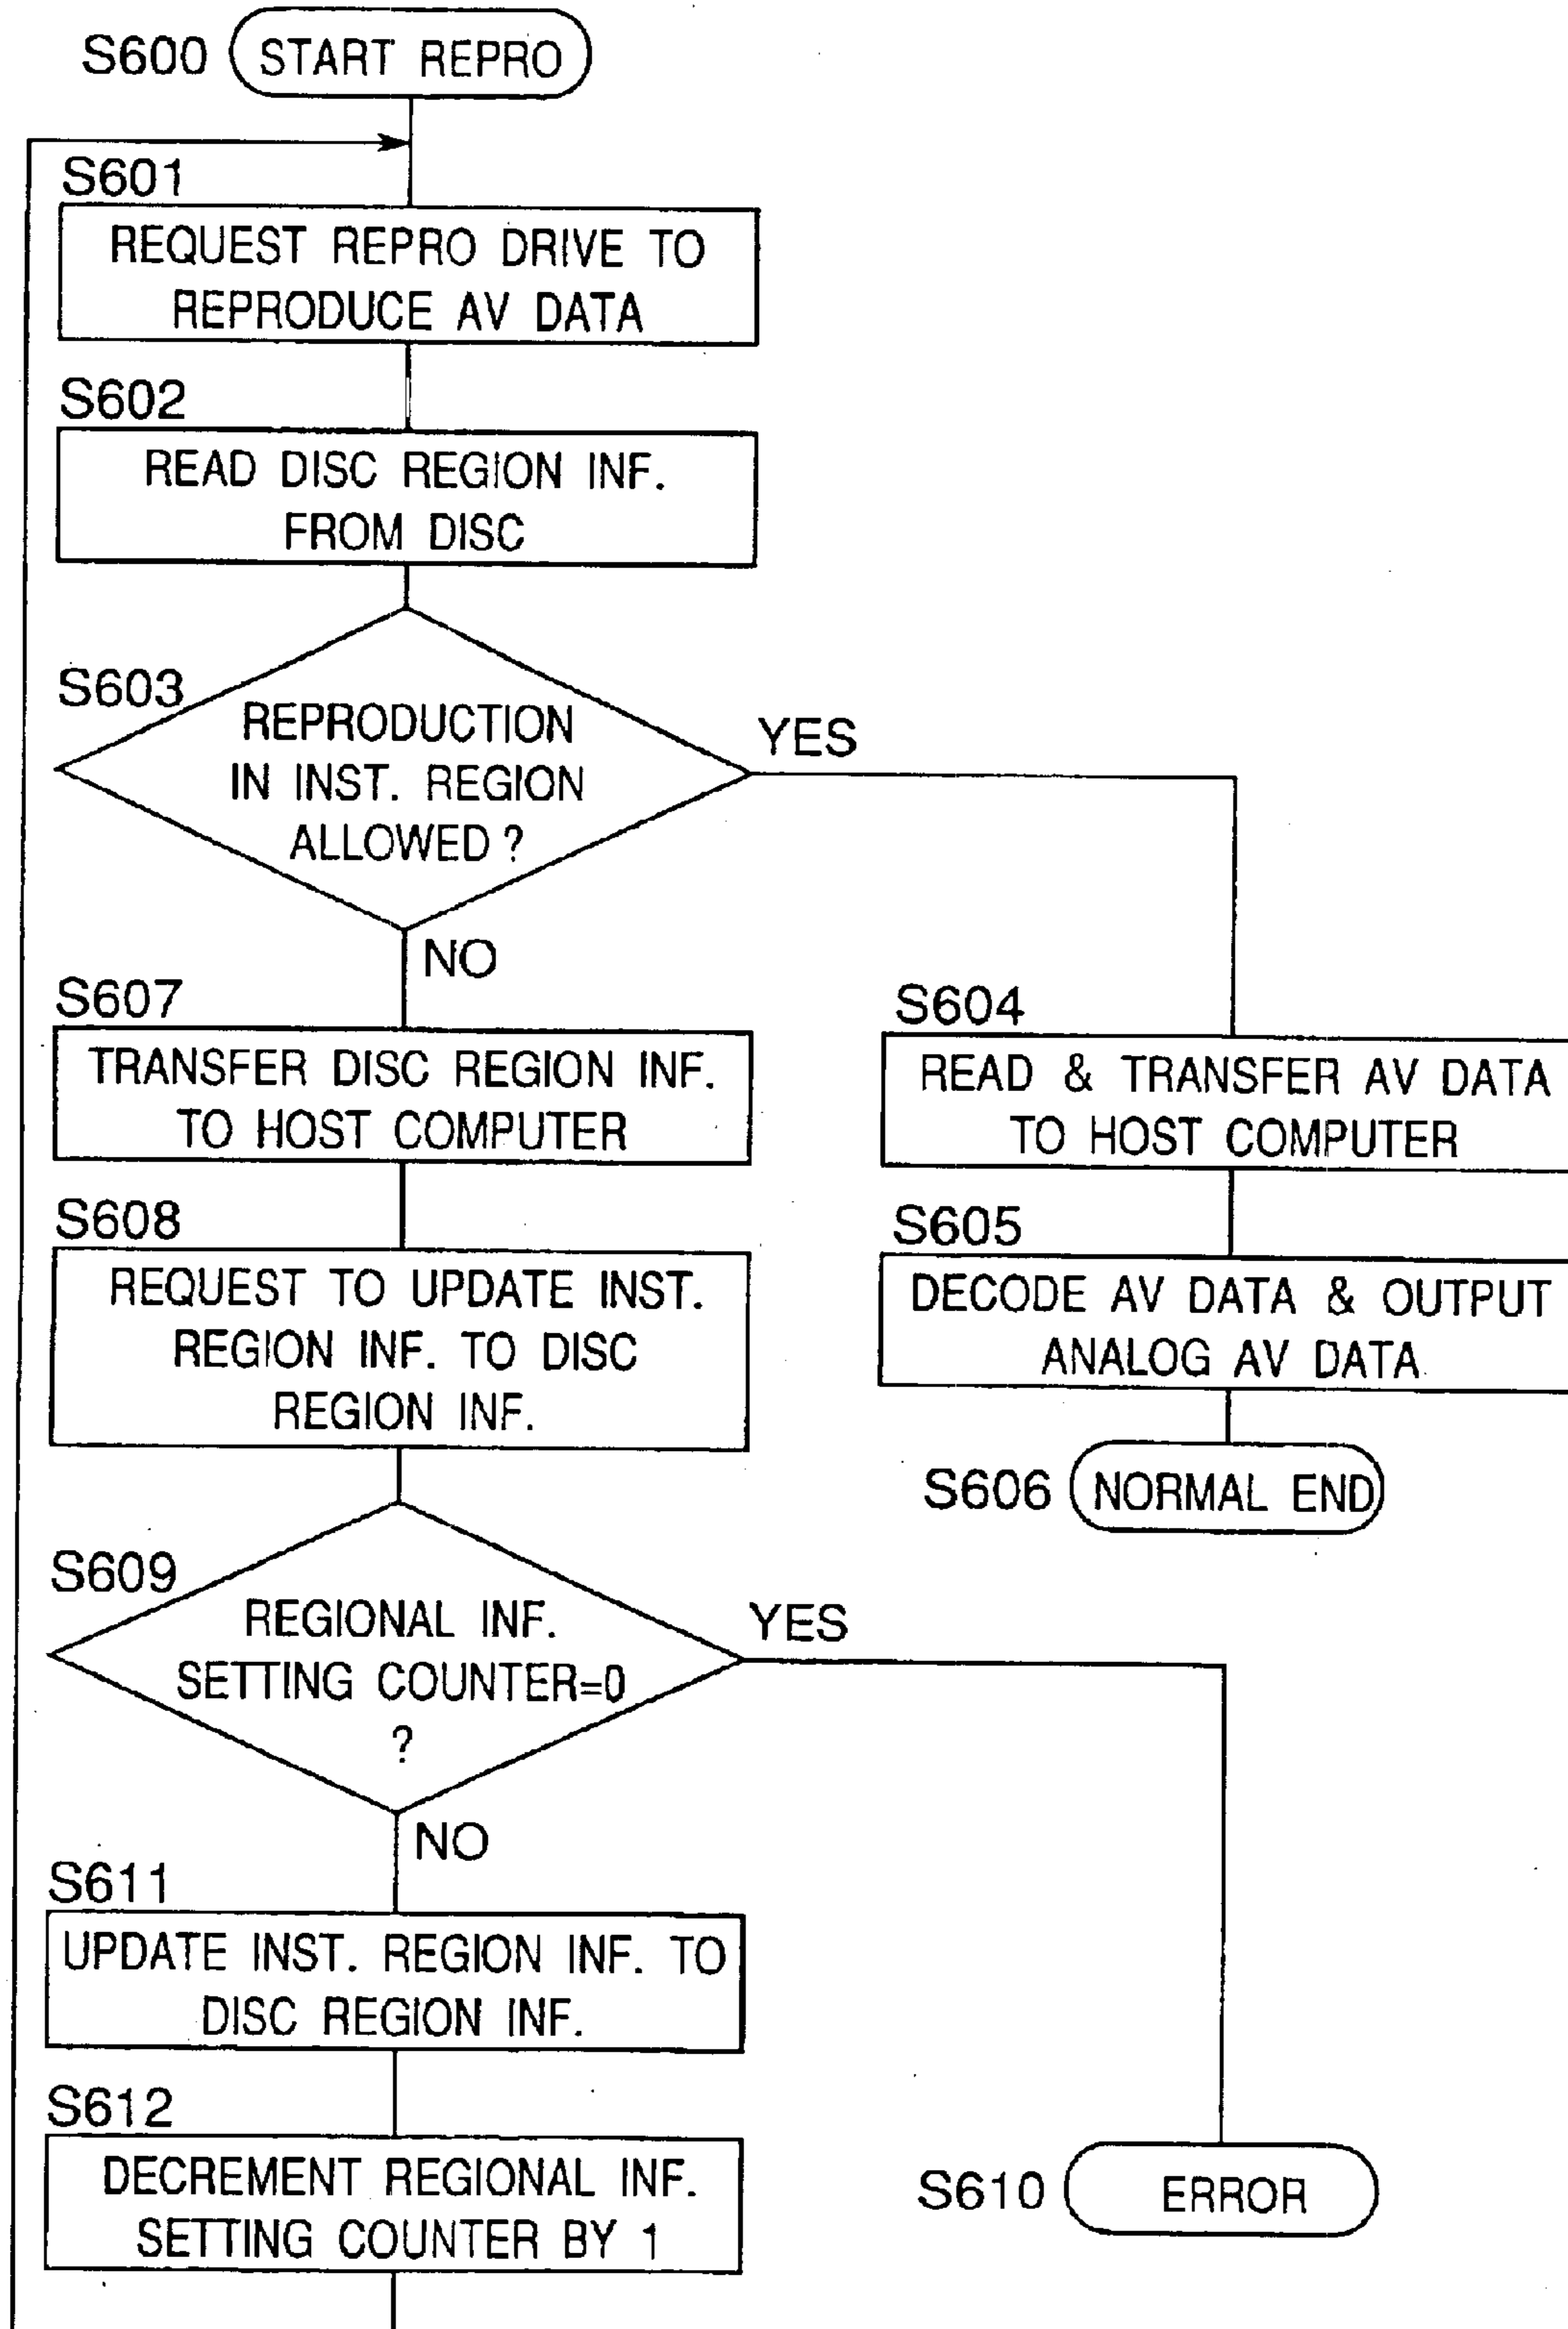 S600
START REPRO
S601
REQUEST REPRO DRIVE TO
REPRODUCE AV DATA
S602
READ DISC REGION INF.
FROM DISC
S603
REPRODUCTION
IN INST. REGION
ALLOWED ?
YES
NO
S607
TRANSFER DISC REGION INF.
TO HOST COMPUTER
S604
READ & TRANSFER AV DATA
TO HOST COMPUTER
S608
REQUEST TO UPDATE INST.
REGION INF. TO DISC
REGION INF.
S605
DECODE AV DATA & OUTPUT
ANALOG AV DATA
S606
NORMAL END
S609
REGIONAL INF.
SETTING COUNTER=0
?
YES
NO
S611
UPDATE INST. REGION INF. TO
DISC REGION INF.
S612
DECREMENT REGIONAL INF.
SETTING COUNTER BY 1
S610
ERROR